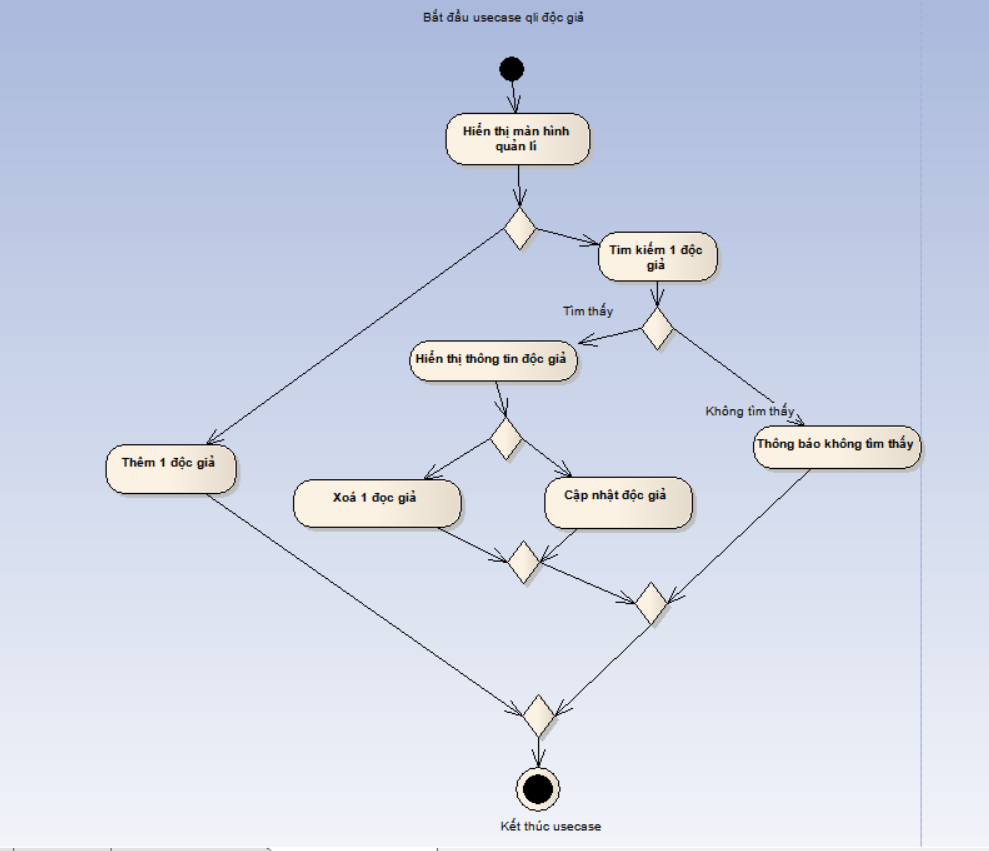 Bắt đầu usecase qli độc giả
Hiển thị màn hình
quản lí
Tìm kiếm 1 độc
giả
Tìm thấy
Hiển thị thông tin độc giả
Không tìm thấy
Thông báo không tìm thấy
Thêm 1 độc giả
Xoá 1 đọc giả
Cập nhật độc giả
Kết thúc usecase